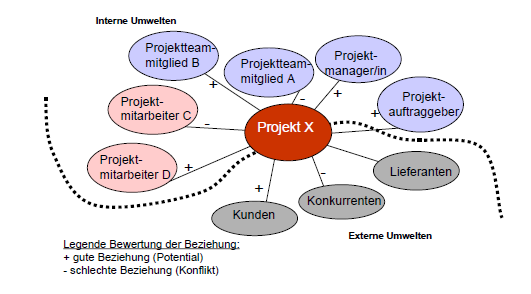 Interne Umwelten
Projektteam-
mitglied B
Projektteam-
mitglied A
Projekt-
manager/in
Projekt-
mitarbeiter C
Projekt-
auftraggeber
+
-
+
+
-
Projekt X
Projekt-
mitarbeiter D
+
Lieferanten
+
-
Kunden
Konkurrenten
Externe Umwelten
Legende Bewertung der Beziehung:
+ gute Beziehung (Potential)
- schlechte Beziehung (Konflikt)